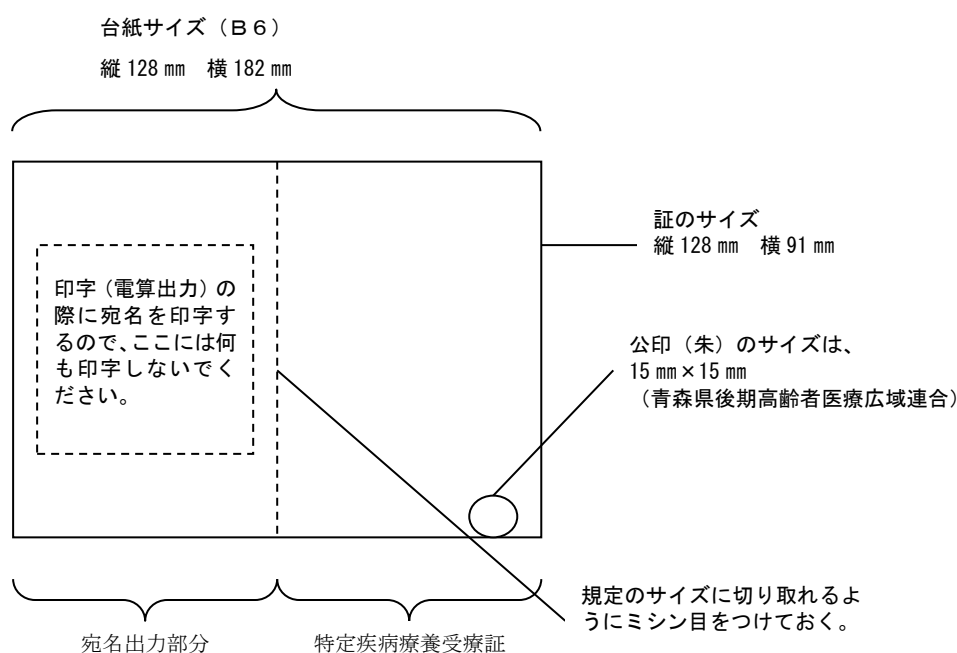 台紙サイズ（Ｂ６）
縦 128 ㎜　横 182 ㎜
証のサイズ
縦 128 ㎜　横 91 ㎜
印字（電算出力）の
際に宛名を印字す
るので、ここには何
も印字しないでく
ださい。
公印（朱）のサイズは、
15 ㎜×15 ㎜
（青森県後期高齢者医療広域連合）
規定のサイズに切り取れるよ
うにミシン目をつけておく。
宛名出力部分
特定疾病療養受療証